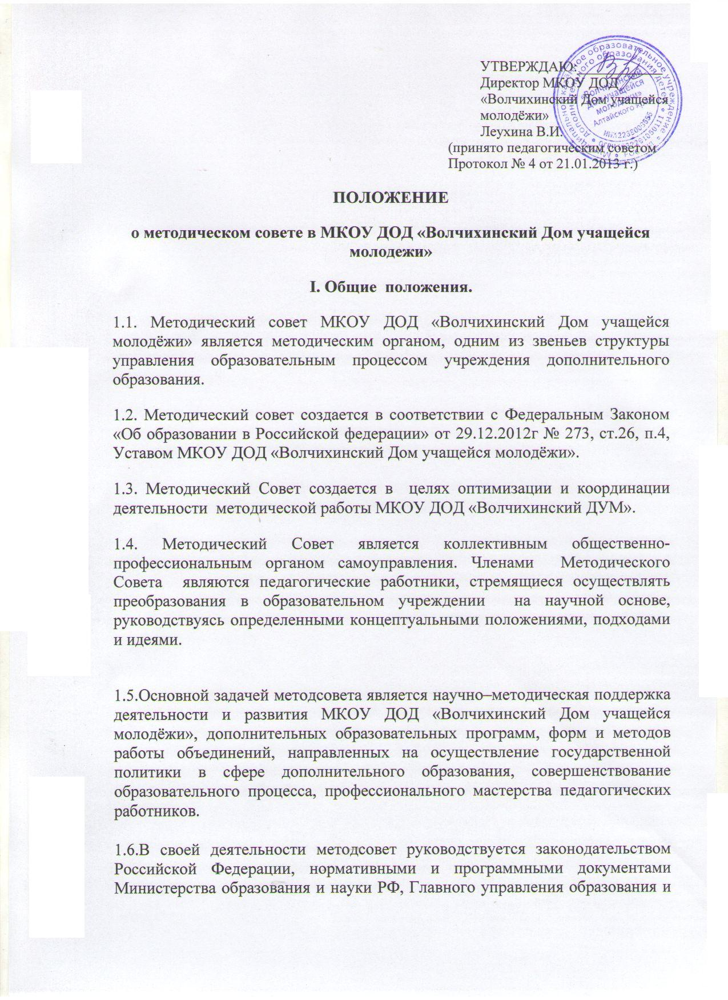 УТВЕРЖДАЮ:
Директор МКОУ ДОД
«Волчихинский Дом учащейся
молодёжи»
Леухина В.И.
(принято педагогическим советом
Протокол № 4 от 21.01.2013 г.)
«Волчихинский
Дом учащейся
молодежи»
Алтайского края
ПОЛОЖЕНИЕ
о методическом совете в МКОУ ДОД «Волчихинский Дом учащейся
молодежи»
I. Общие положения.
1.1. Методический совет МКОУ ДОД «Волчихинский Дом учащейся
молодёжи» является методическим органом, одним из звеньев структуры
управления образовательным процессом учреждения дополнительного
образования.
1.2. Методический совет создается в соответствии с Федеральным Законом
«Об образовании в Российской федерации» от 29.12.2012г № 273, ст.26, п.4,
Уставом МКОУ ДОД «Волчихинский Дом учащейся молодёжи».
1.3. Методический Совет создается в целях оптимизации и координации
деятельности методической работы МКОУ ДОД «Волчихинский ДУМ».
1.4. Методический Совет является коллективным общественно-
профессиональным органом самоуправления. Членами Методического
Совета являются педагогические работники, стремящиеся осуществлять
преобразования в образовательном учреждении на научной основе,
руководствуясь определенными концептуальными положениями, подходами
и идеями.
1.5.Основной задачей методсовета является научно–методическая поддержка
деятельности и развития МКОУ ДОД «Волчихинский Дом учащейся
молодёжи», дополнительных образовательных программ, форм и методов
работы объединений, направленных на осуществление государственной
политики в сфере дополнительного образования, совершенствование
образовательного процесса, профессионального мастерства педагогических
работников.
1.6.В своей деятельности методсовет руководствуется законодательством
Российской Федерации, нормативными и программными документами
Министерства образования и науки РФ, Главного управления образования и